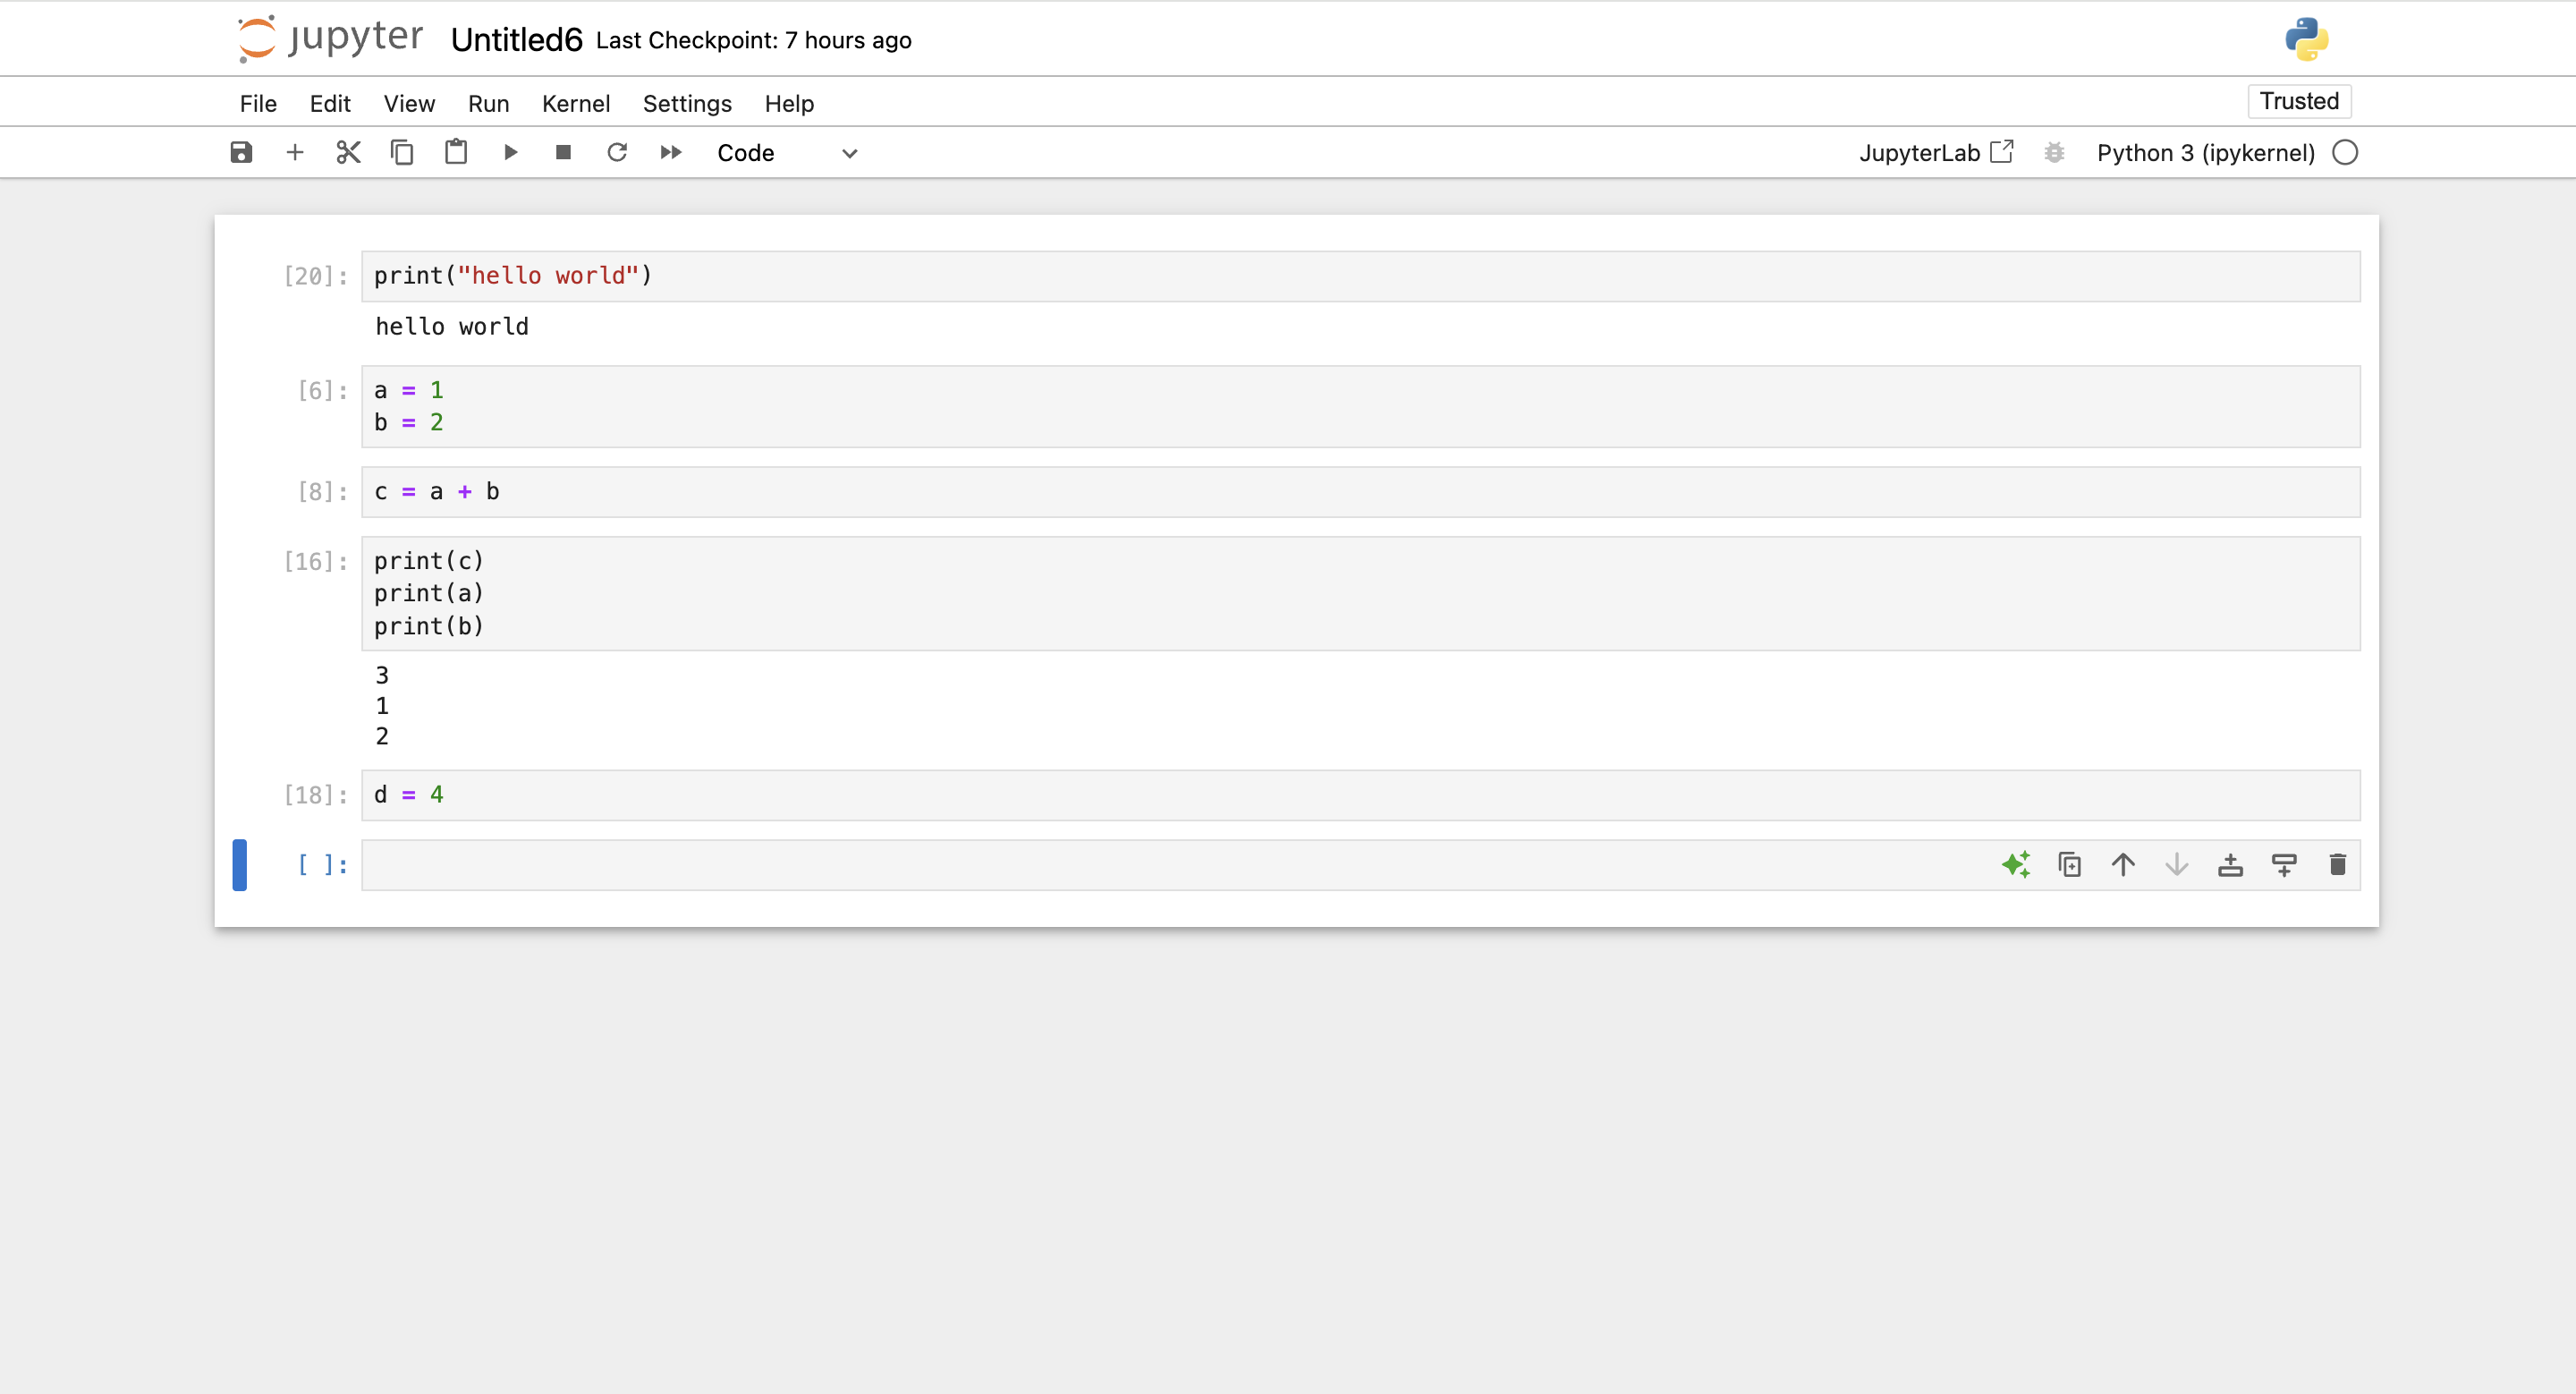 jupyter Untitled6 Last Checkpoint: 7 hours ago
File Edit View Run Kernel Settings Help Trusted
Code JupyterLab Python 3 (ipykernel)
[20]: print("hello world")
hello world
[6]: a = 1
b = 2
[8]: c = a + b
[16]: print(c)
print(a)
print(b)
3
1
2
[18]: d = 4
[ ]: